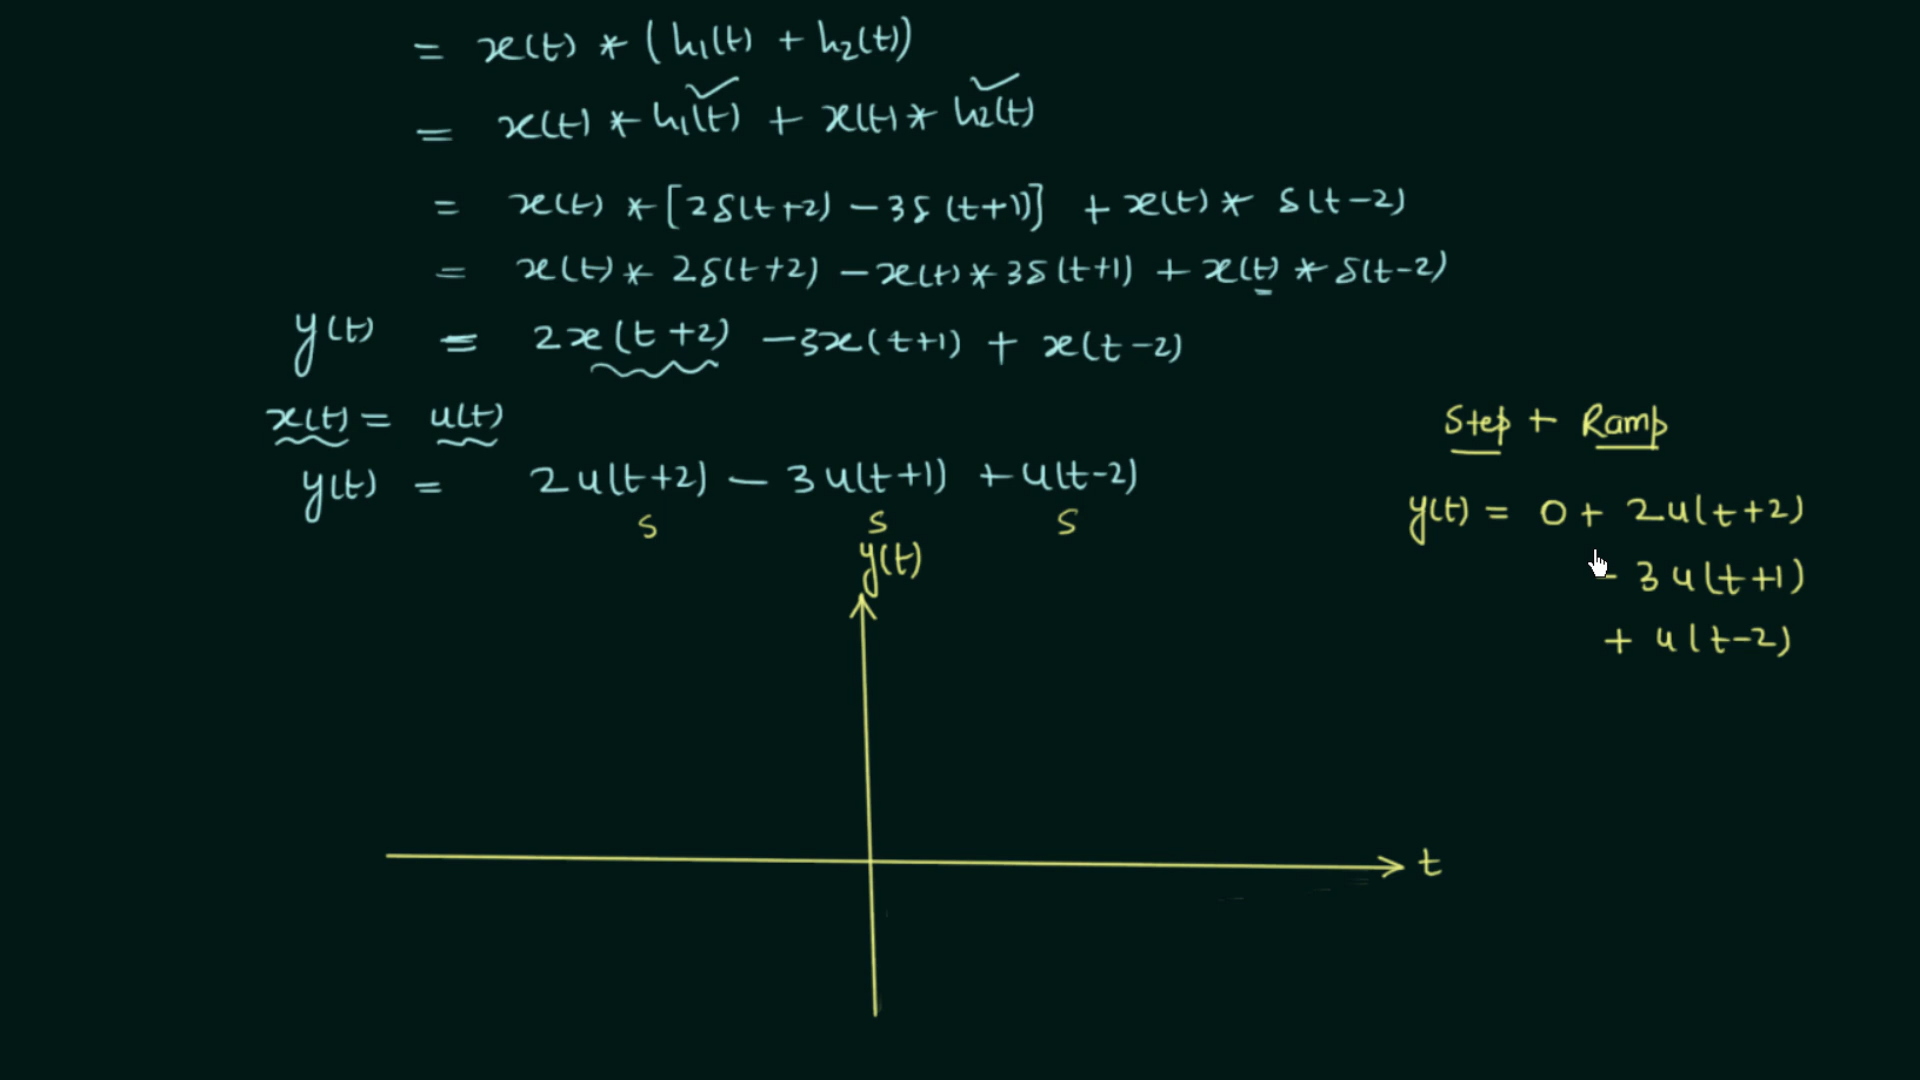 = x(t) * (h₁(t) + h₂(t))
= x(t) * h₁(t) + x(t) * h₂(t)
= x(t) * [2δ(t+2) - 3δ(t+1)] + x(t) * δ(t-2)
= x(t) * 2δ(t+2) - x(t) * 3δ(t+1) + x(t) * δ(t-2)
y(t) = 2x(t+2) - 3x(t+1) + x(t-2)
x(t) = u(t)
y(t) = 2u(t+2) - 3u(t+1) + u(t-2)
S S S
Step + Ramp
y(t) = 0 + 2u(t+2)
- 3u(t+1)
+ u(t-2)
y(t)
t